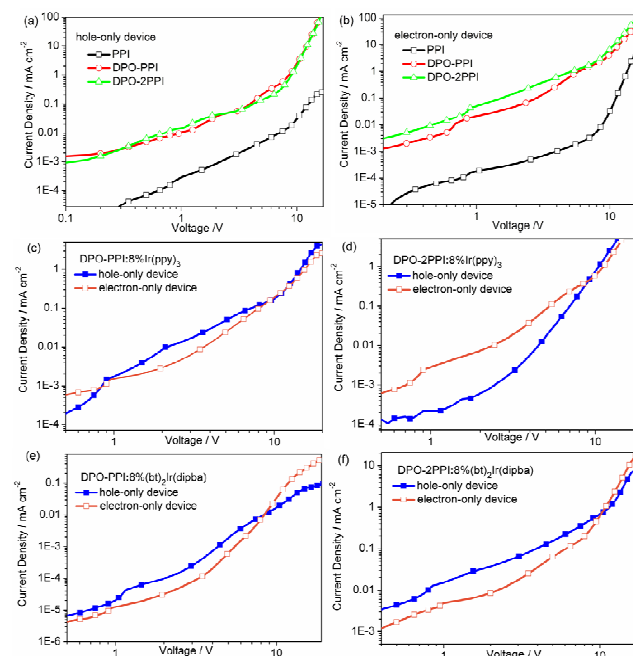 (a)
hole-only device
PPI
DPO-PPI
DPO-2PPI
Current Density / mA cm⁻²
100
10
1
0.1
0.01
1E-3
1E-4
0.1
1
10
Voltage /V
(b)
electron-only device
PPI
DPO-PPI
DPO-2PPI
Current Density / mA cm⁻²
100
10
1
0.1
0.01
1E-3
1E-4
1E-5
1
10
Voltage /V
(c)
DPO-PPI:8%Ir(ppy)₃
hole-only device
electron-only device
Current Density / mA cm⁻²
1
0.1
0.01
1E-3
1E-4
1
10
Voltage / V
(d)
DPO-2PPI:8%Ir(ppy)₃
hole-only device
electron-only device
Current Density / mA cm⁻²
1
0.1
0.01
1E-3
1E-4
1
10
Voltage / V
(e)
DPO-PPI:8%(bt)₂Ir(dipba)
hole-only device
electron-only device
Current Density / mA cm⁻²
1
0.1
0.01
1E-3
1E-4
1E-5
1E-6
1
10
Voltage / V
(f)
DPO-2PPI:8%(bt)₂Ir(dipba)
hole-only device
electron-only device
Current Density / mA cm⁻²
10
1
0.1
0.01
1E-3
1
10
Voltage / V